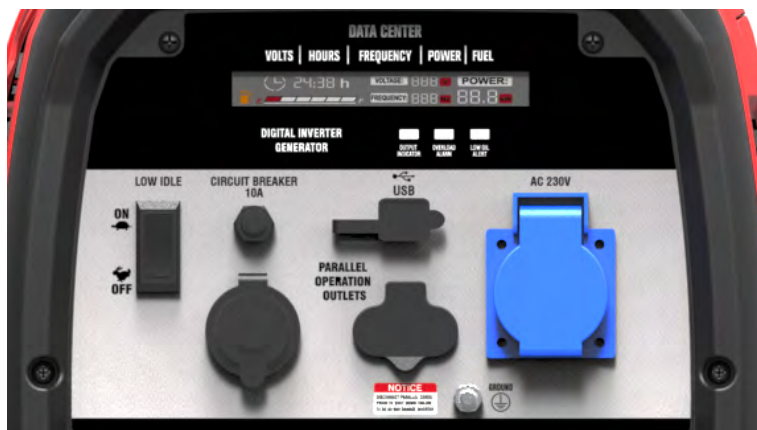 DATA CENTER
VOLTS | HOURS | FREQUENCY | POWER | FUEL
24:38 h VOLTAGE: 888 POWER:
E F FREQUENCY: 888 88.8
DIGITAL INVERTER
GENERATOR
OUTPUT
INDICATOR
OVERLOAD
ALARM
LOW OIL
ALERT
LOW IDLE
ON
OFF
CIRCUIT BREAKER
10A
USB
AC 230V
PARALLEL
OPERATION
OUTLETS
NOTICE
GROUND